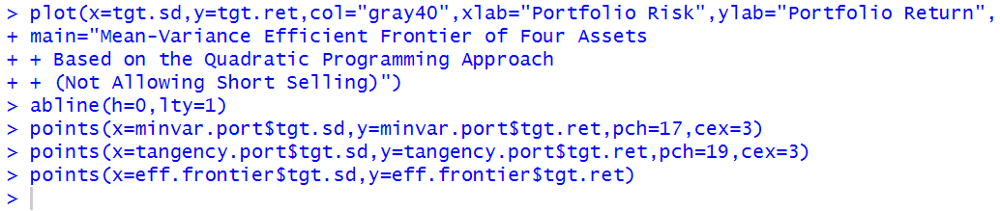 > plot(x=tgt.sd,y=tgt.ret,col="gray40",xlab="Portfolio Risk",ylab="Portfolio Return",
+ main="Mean-Variance Efficient Frontier of Four Assets
+ + Based on the Quadratic Programming Approach
+ + (Not Allowing Short Selling)")
> abline(h=0,lty=1)
> points(x=minvar.port$tgt.sd,y=minvar.port$tgt.ret,pch=17,cex=3)
> points(x=tangency.port$tgt.sd,y=tangency.port$tgt.ret,pch=19,cex=3)
> points(x=eff.frontier$tgt.sd,y=eff.frontier$tgt.ret)
>